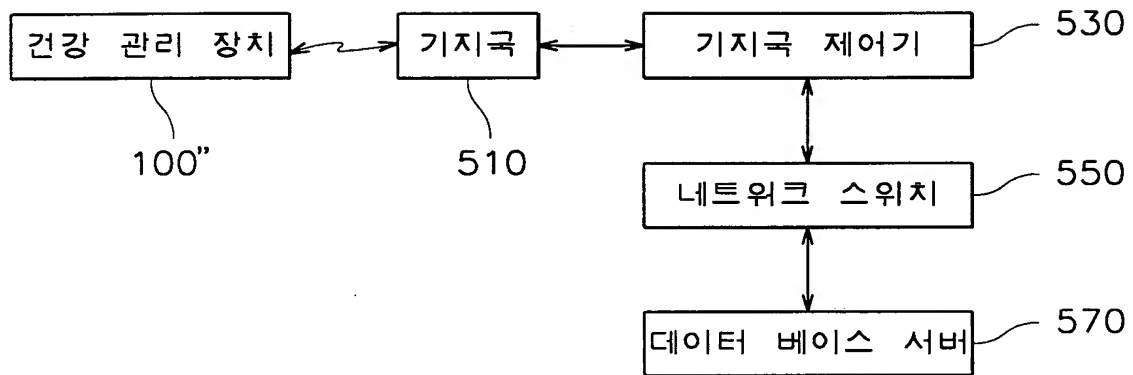 건강 관리 장치
기지국
기지국 제어기
530
100"
510
네트워크 스위치
550
데이터 베이스 서버
570